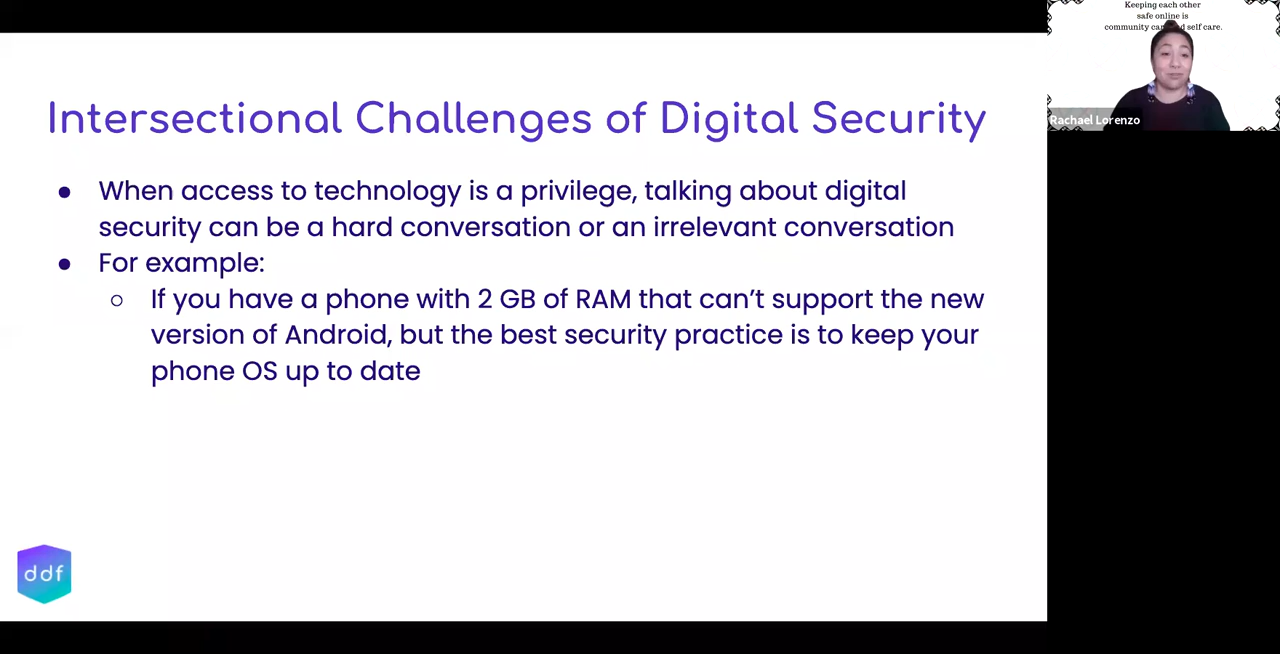 Intersectional Challenges of Digital Security
● When access to technology is a privilege, talking about digital
security can be a hard conversation or an irrelevant conversation
● For example:
○ If you have a phone with 2 GB of RAM that can’t support the new
version of Android, but the best security practice is to keep your
phone OS up to date
ddf
Keeping each other
safe online is
community self care.
Rachael Lorenzo